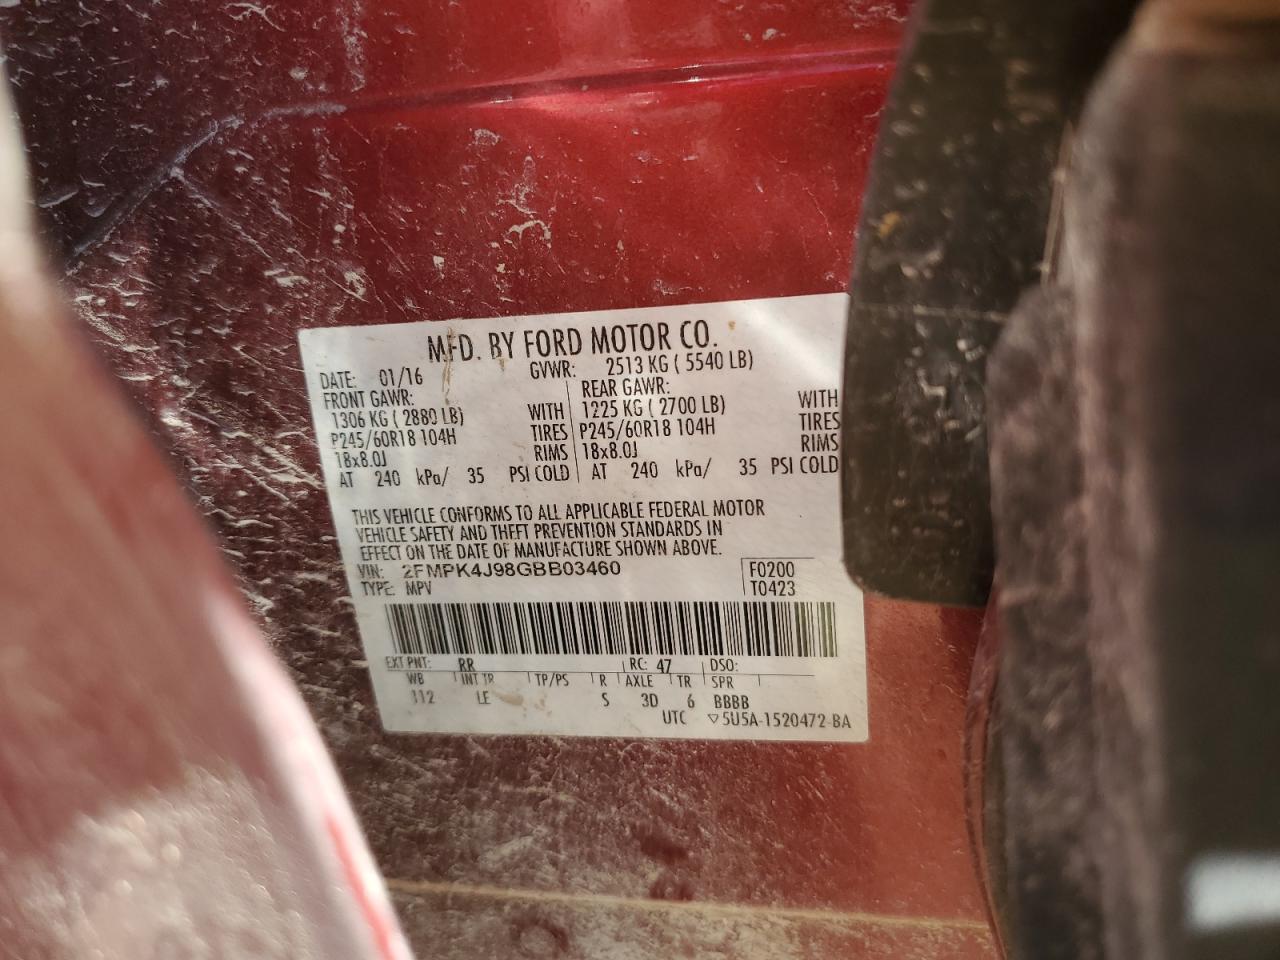 MFD. BY FORD MOTOR CO.
DATE: 01/16 GVWR: 2513 KG ( 5540 LB)
FRONT GAWR: REAR GAWR:
1306 KG ( 2880 LB) WITH 1225 KG ( 2700 LB) WITH
P245/60R18 104H TIRES P245/60R18 104H TIRES
18x8.0J RIMS 18x8.0J RIMS
AT 240 kPa/ 35 PSI COLD AT 240 kPa/ 35 PSI COLD
THIS VEHICLE CONFORMS TO ALL APPLICABLE FEDERAL MOTOR
VEHICLE SAFETY AND THEFT PREVENTION STANDARDS IN
EFFECT ON THE DATE OF MANUFACTURE SHOWN ABOVE.
VIN: 2FMPK4J98GBB03460 F0200
TYPE: MPV T0423
EXT PNT: RR RC: 47 DSO:
WB INT TR TP/PS R AXLE TR SPR
112 LE S 3D 6 BBBB
UTC ▽5U5A-1520472-BA